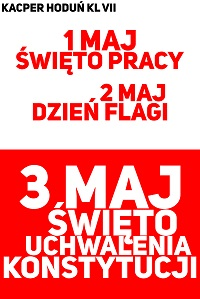 KACPER HODUŃ KL VII
1 MAJ
ŚWIĘTO PRACY
2 MAJ
DZIEŃ FLAGI
3 MAJ
ŚWIĘTO
UCHWALENIA
KONSTYTUCJI